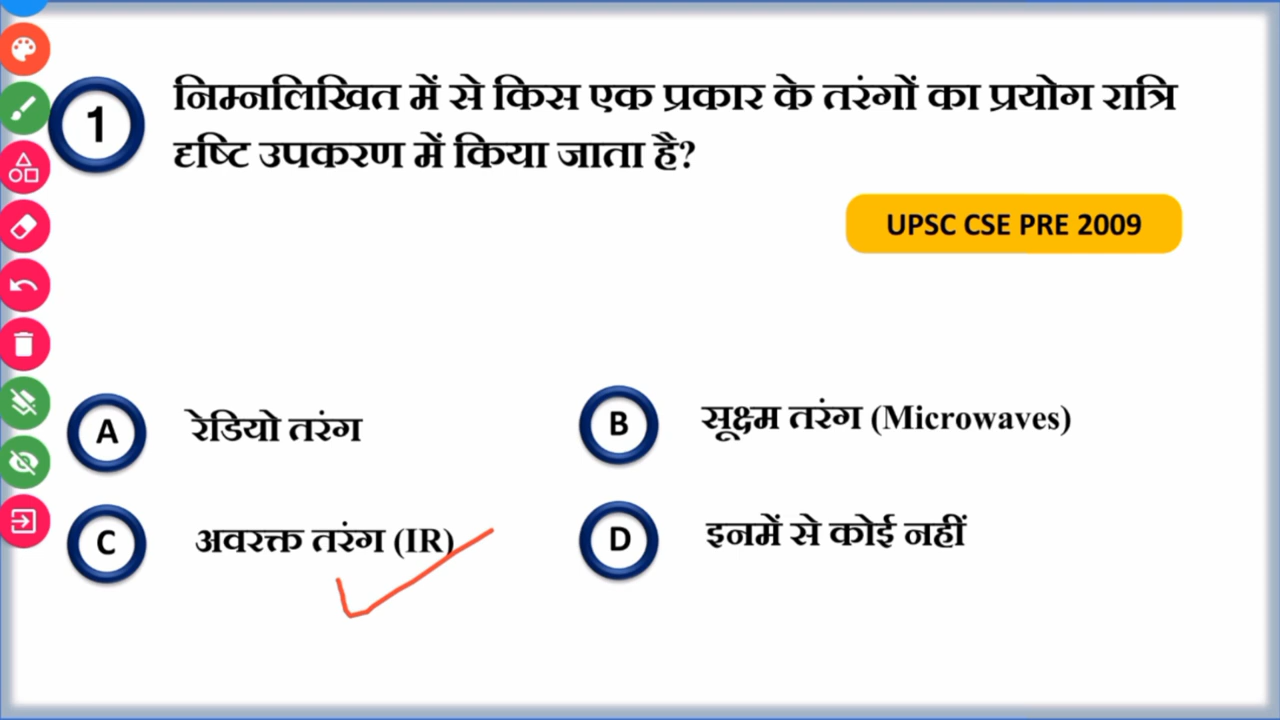 1
निम्नलिखित में से किस एक प्रकार के तरंगों का प्रयोग रात्रि
दृष्टि उपकरण में किया जाता है?
UPSC CSE PRE 2009
A रेडियो तरंग
B सूक्ष्म तरंग (Microwaves)
C अवरक्त तरंग (IR)
D इनमें से कोई नहीं